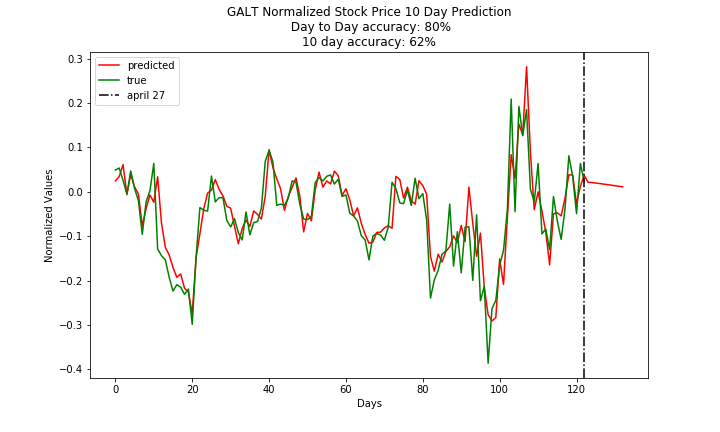 GALT Normalized Stock Price 10 Day Prediction
Day to Day accuracy: 80%
10 day accuracy: 62%
predicted
true
april 27
Normalized Values
0.3
0.2
0.1
0.0
−0.1
−0.2
−0.3
−0.4
0 20 40 60 80 100 120
Days